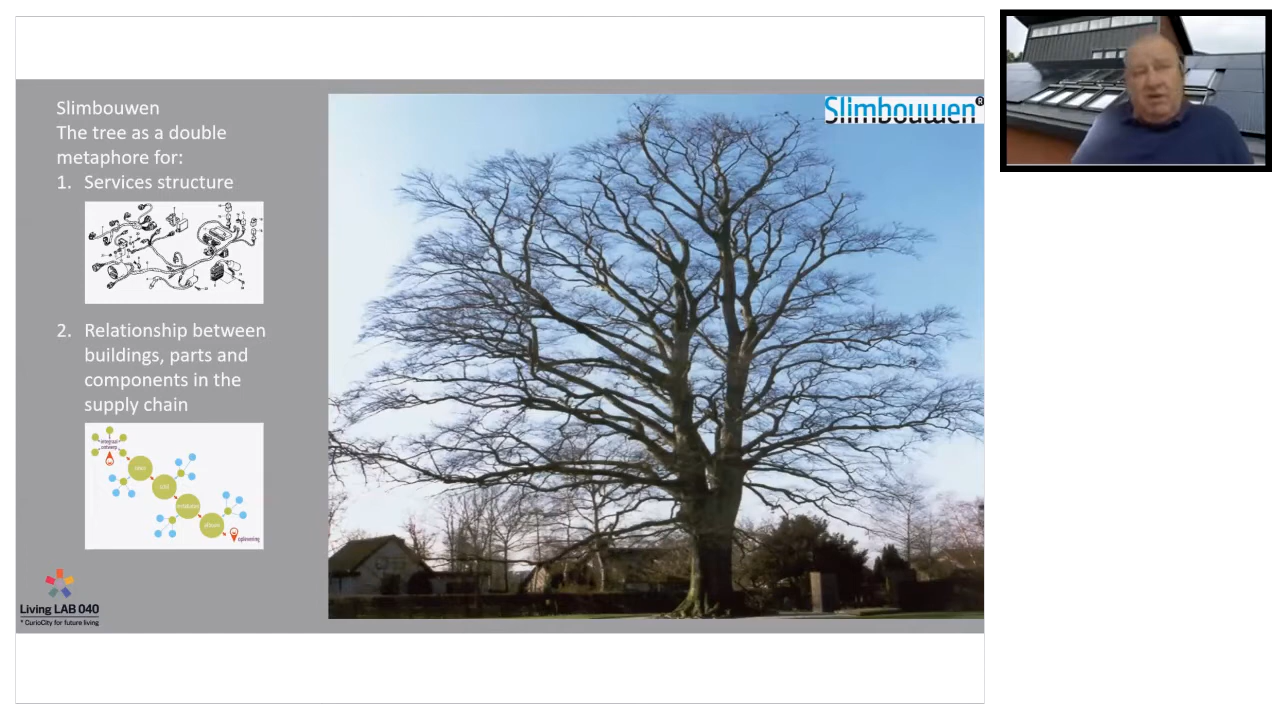 Slimbouwen
The tree as a double
metaphore for:
1. Services structure
2. Relationship between
buildings, parts and
components in the
supply chain
Slimbouwen®
Living LAB 040
* CurioCity for future living